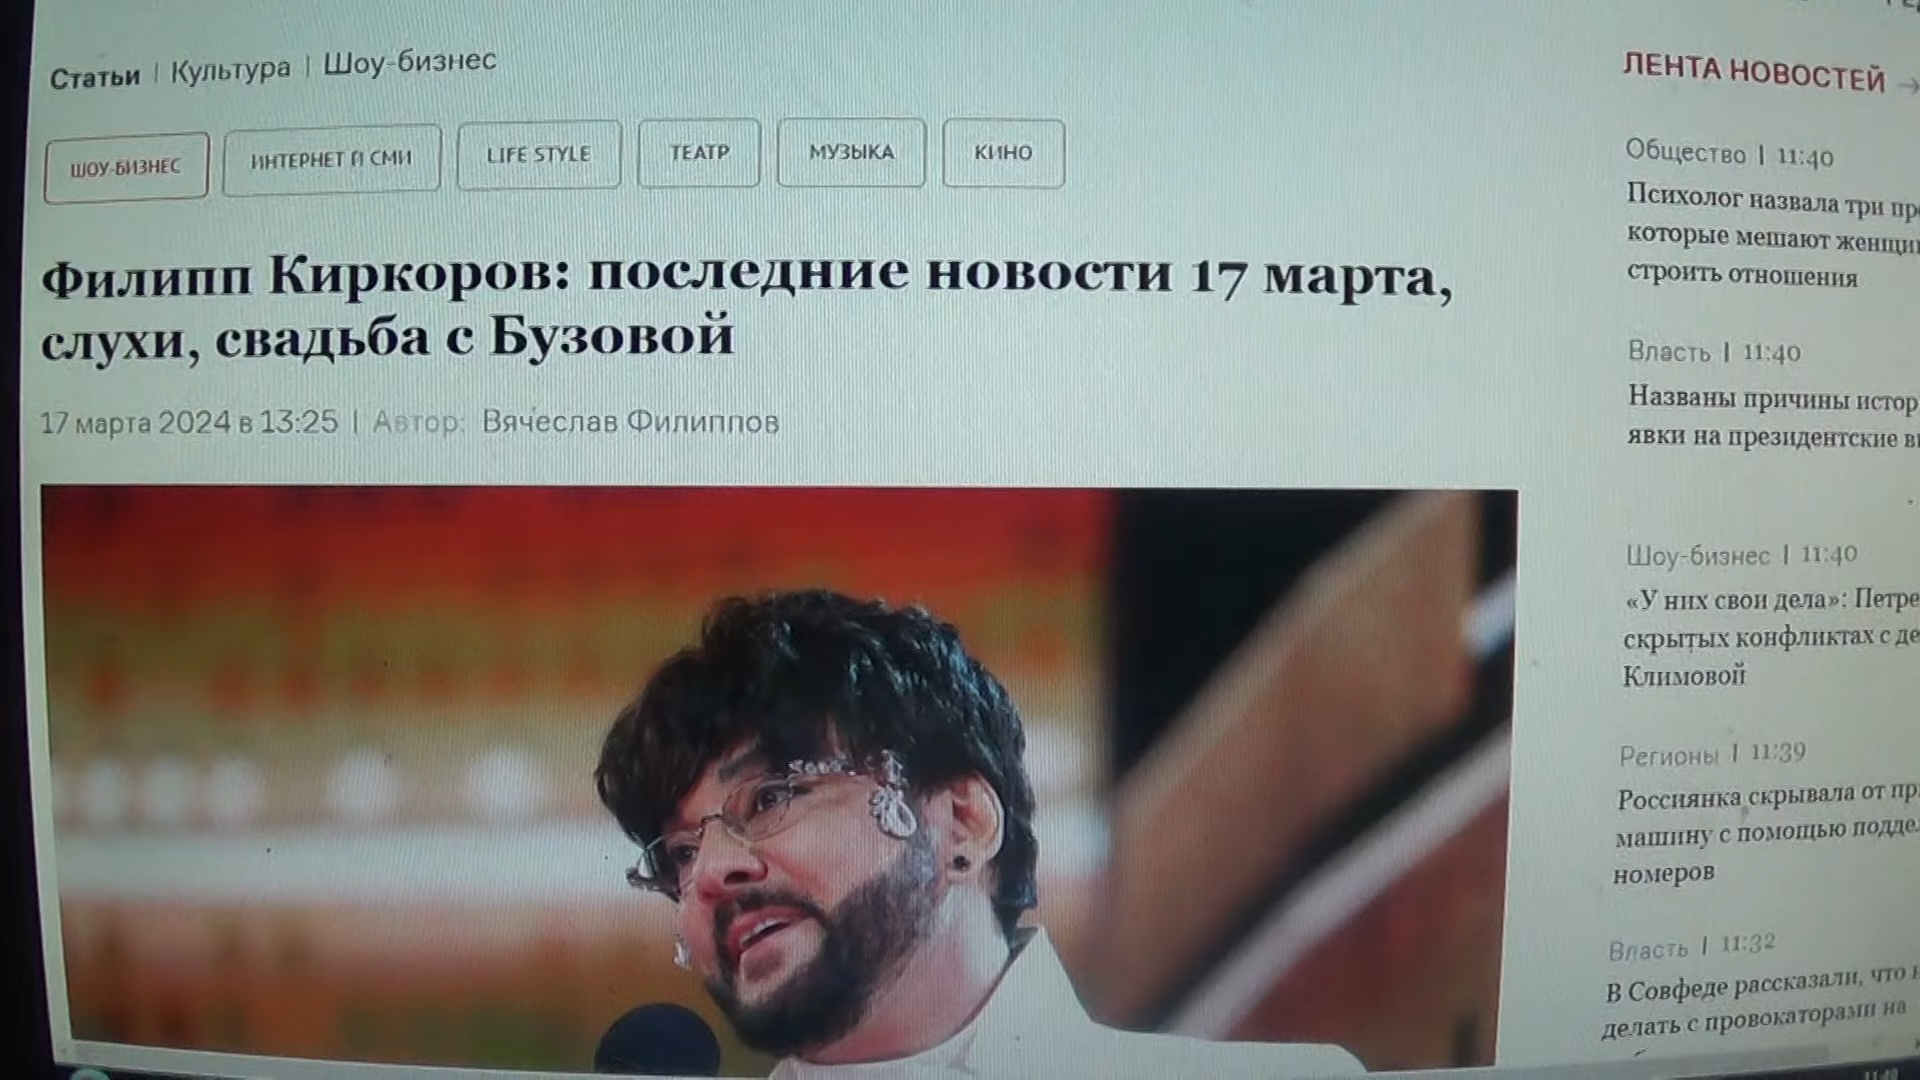 Статьи | Культура | Шоу-бизнес
ШОУ-БИЗНЕС
ИНТЕРНЕТ И СМИ
LIFE STYLE
ТЕАТР
МУЗЫКА
КИНО
Филипп Киркоров: последние новости 17 марта,
слухи, свадьба с Бузовой
17 марта 2024 в 13:25 | Автор: Вячеслав Филиппов
ЛЕНТА НОВОСТЕЙ →
Общество | 11:40
Психолог назвала три
которые мешают
строить отношения
Власть | 11:40
Названы причины
явки на президентские
Шоу-бизнес | 11:40
«У них свои дела»:
скрытых конфликтах с
Климовой
Регионы | 11:39
Россиянка скрывала от
машину с помощью
номеров
Власть | 11:32
В Совфеде рассказали, что
делать с провокаторами на
11:40